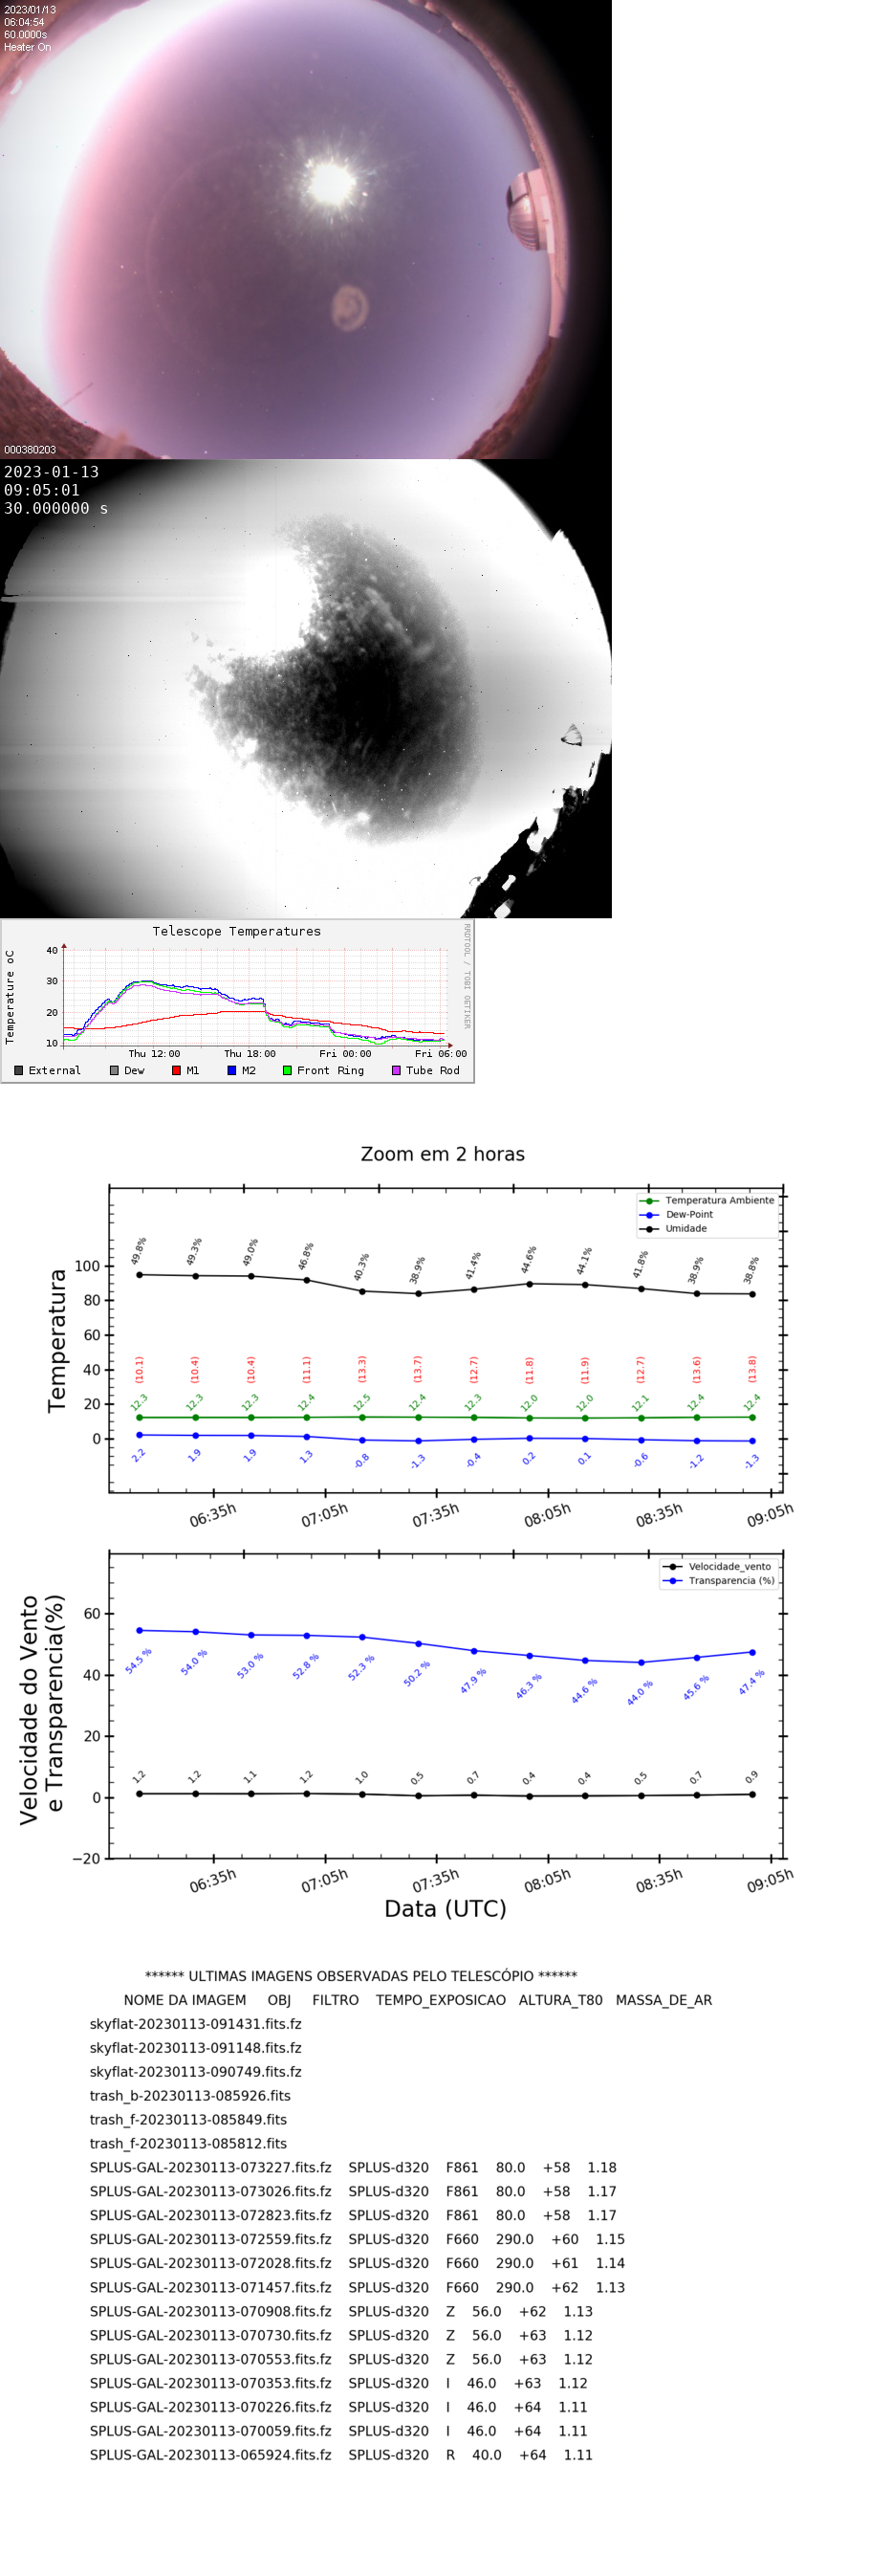 2023/01/13
06:04:54
60.0000s
Heater On
000380203
2023-01-13
09:05:01
30.000000 s
Telescope Temperatures
RRDTOOL / TOBI OETIKER
Temperature oC
40
30
20
10
Thu 12:00 Thu 18:00 Fri 00:00 Fri 06:00
External Dew M1 M2 Front Ring Tube Rod
Zoom em 2 horas
Temperatura Ambiente
Dew-Point
Umidade
Temperatura
100
80
60
40
20
0
49.8% 49.3% 49.0% 46.8% 40.3% 38.9% 41.4% 44.6% 44.1% 41.8% 38.9% 38.8%
(10.1) (10.4) (10.4) (11.1) (13.3) (13.7) (12.7) (11.8) (11.9) (12.7) (13.6) (13.8)
12.3 12.3 12.3 12.4 12.5 12.4 12.3 12.0 12.0 12.1 12.4 12.4
2.2 1.9 1.9 1.3 -0.8 -1.3 -0.4 0.2 0.1 -0.6 -1.2 -1.3
06:35h 07:05h 07:35h 08:05h 08:35h 09:05h
Velocidade_vento
Transparencia (%)
Velocidade do Vento
e Transparencia(%)
60
40
20
0
−20
54.5 % 54.0 % 53.0 % 52.8 % 52.3 % 50.2 % 47.9 % 46.3 % 44.6 % 44.0 % 45.6 % 47.4 %
1.2 1.2 1.1 1.2 1.0 0.5 0.7 0.4 0.4 0.5 0.7 0.9
06:35h 07:05h 07:35h 08:05h 08:35h 09:05h
Data (UTC)
****** ULTIMAS IMAGENS OBSERVADAS PELO TELESCÓPIO ******
NOME DA IMAGEM OBJ FILTRO TEMPO_EXPOSICAO ALTURA_T80 MASSA_DE_AR
skyflat-20230113-091431.fits.fz
skyflat-20230113-091148.fits.fz
skyflat-20230113-090749.fits.fz
trash_b-20230113-085926.fits
trash_f-20230113-085849.fits
trash_f-20230113-085812.fits
SPLUS-GAL-20230113-073227.fits.fz SPLUS-d320 F861 80.0 +58 1.18
SPLUS-GAL-20230113-073026.fits.fz SPLUS-d320 F861 80.0 +58 1.17
SPLUS-GAL-20230113-072823.fits.fz SPLUS-d320 F861 80.0 +58 1.17
SPLUS-GAL-20230113-072559.fits.fz SPLUS-d320 F660 290.0 +60 1.15
SPLUS-GAL-20230113-072028.fits.fz SPLUS-d320 F660 290.0 +61 1.14
SPLUS-GAL-20230113-071457.fits.fz SPLUS-d320 F660 290.0 +62 1.13
SPLUS-GAL-20230113-070908.fits.fz SPLUS-d320 Z 56.0 +62 1.13
SPLUS-GAL-20230113-070730.fits.fz SPLUS-d320 Z 56.0 +63 1.12
SPLUS-GAL-20230113-070553.fits.fz SPLUS-d320 Z 56.0 +63 1.12
SPLUS-GAL-20230113-070353.fits.fz SPLUS-d320 I 46.0 +63 1.12
SPLUS-GAL-20230113-070226.fits.fz SPLUS-d320 I 46.0 +64 1.11
SPLUS-GAL-20230113-070059.fits.fz SPLUS-d320 I 46.0 +64 1.11
SPLUS-GAL-20230113-065924.fits.fz SPLUS-d320 R 40.0 +64 1.11